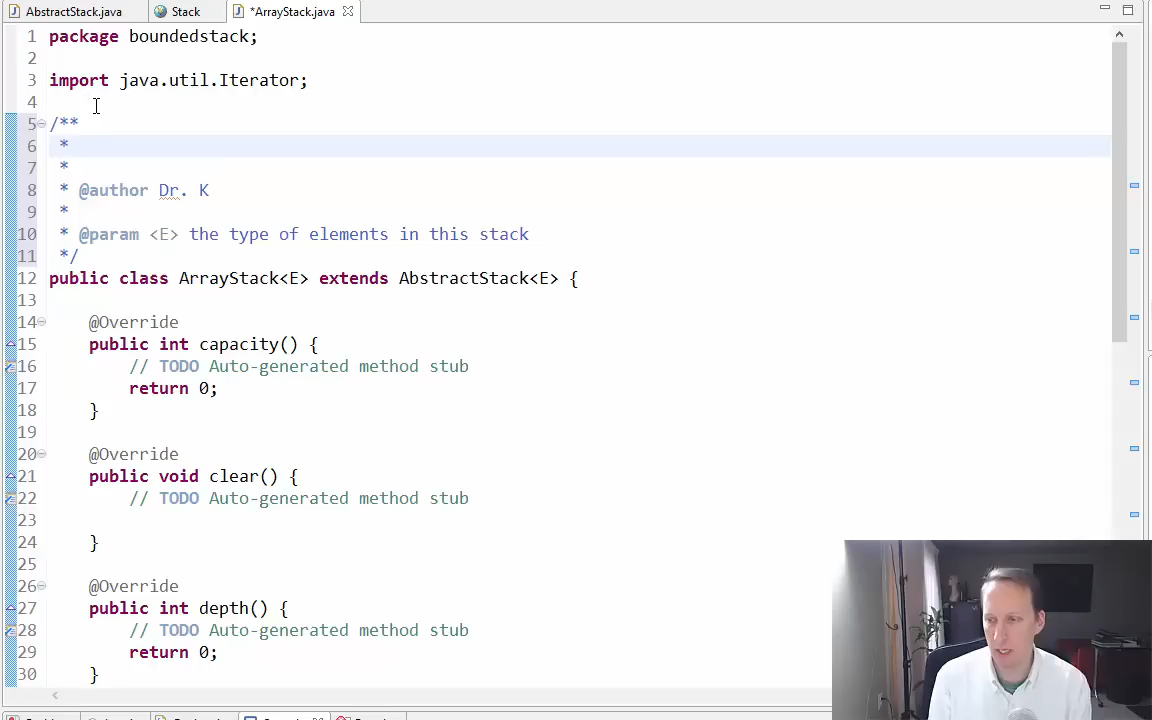 AbstractStack.java Stack *ArrayStack.java
1 package boundedstack;
2
3 import java.util.Iterator;
4
5 /**
6 *
7 *
8 * @author Dr. K
9 *
10 * @param <E> the type of elements in this stack
11 */
12 public class ArrayStack<E> extends AbstractStack<E> {
13
14 @Override
15 public int capacity() {
16 // TODO Auto-generated method stub
17 return 0;
18 }
19
20 @Override
21 public void clear() {
22 // TODO Auto-generated method stub
23
24 }
25
26 @Override
27 public int depth() {
28 // TODO Auto-generated method stub
29 return 0;
30 }